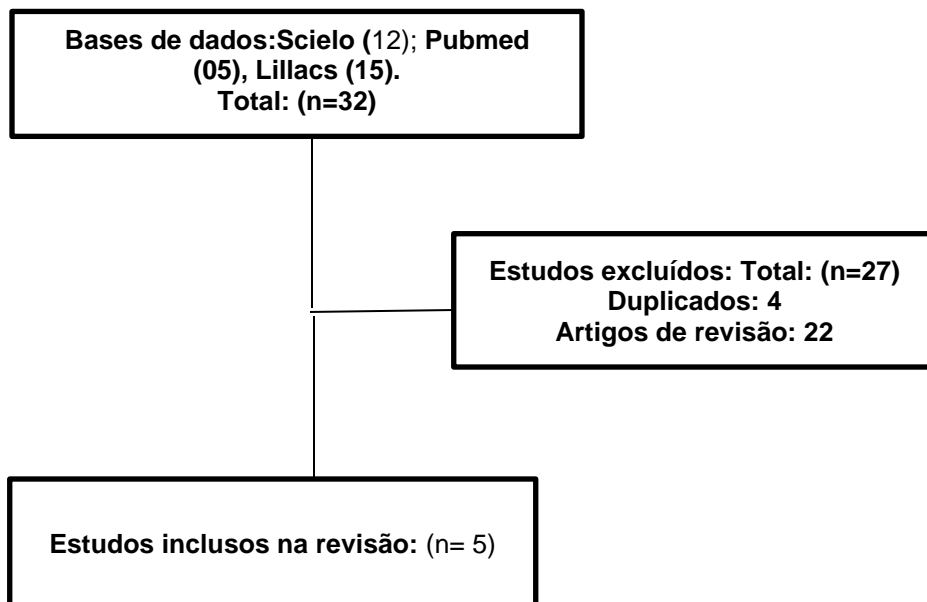 Bases de dados:Scielo (12); Pubmed
(05), Lillacs (15).
Total: (n=32)
Estudos excluídos: Total: (n=27)
Duplicados: 4
Artigos de revisão: 22
Estudos inclusos na revisão: (n= 5)